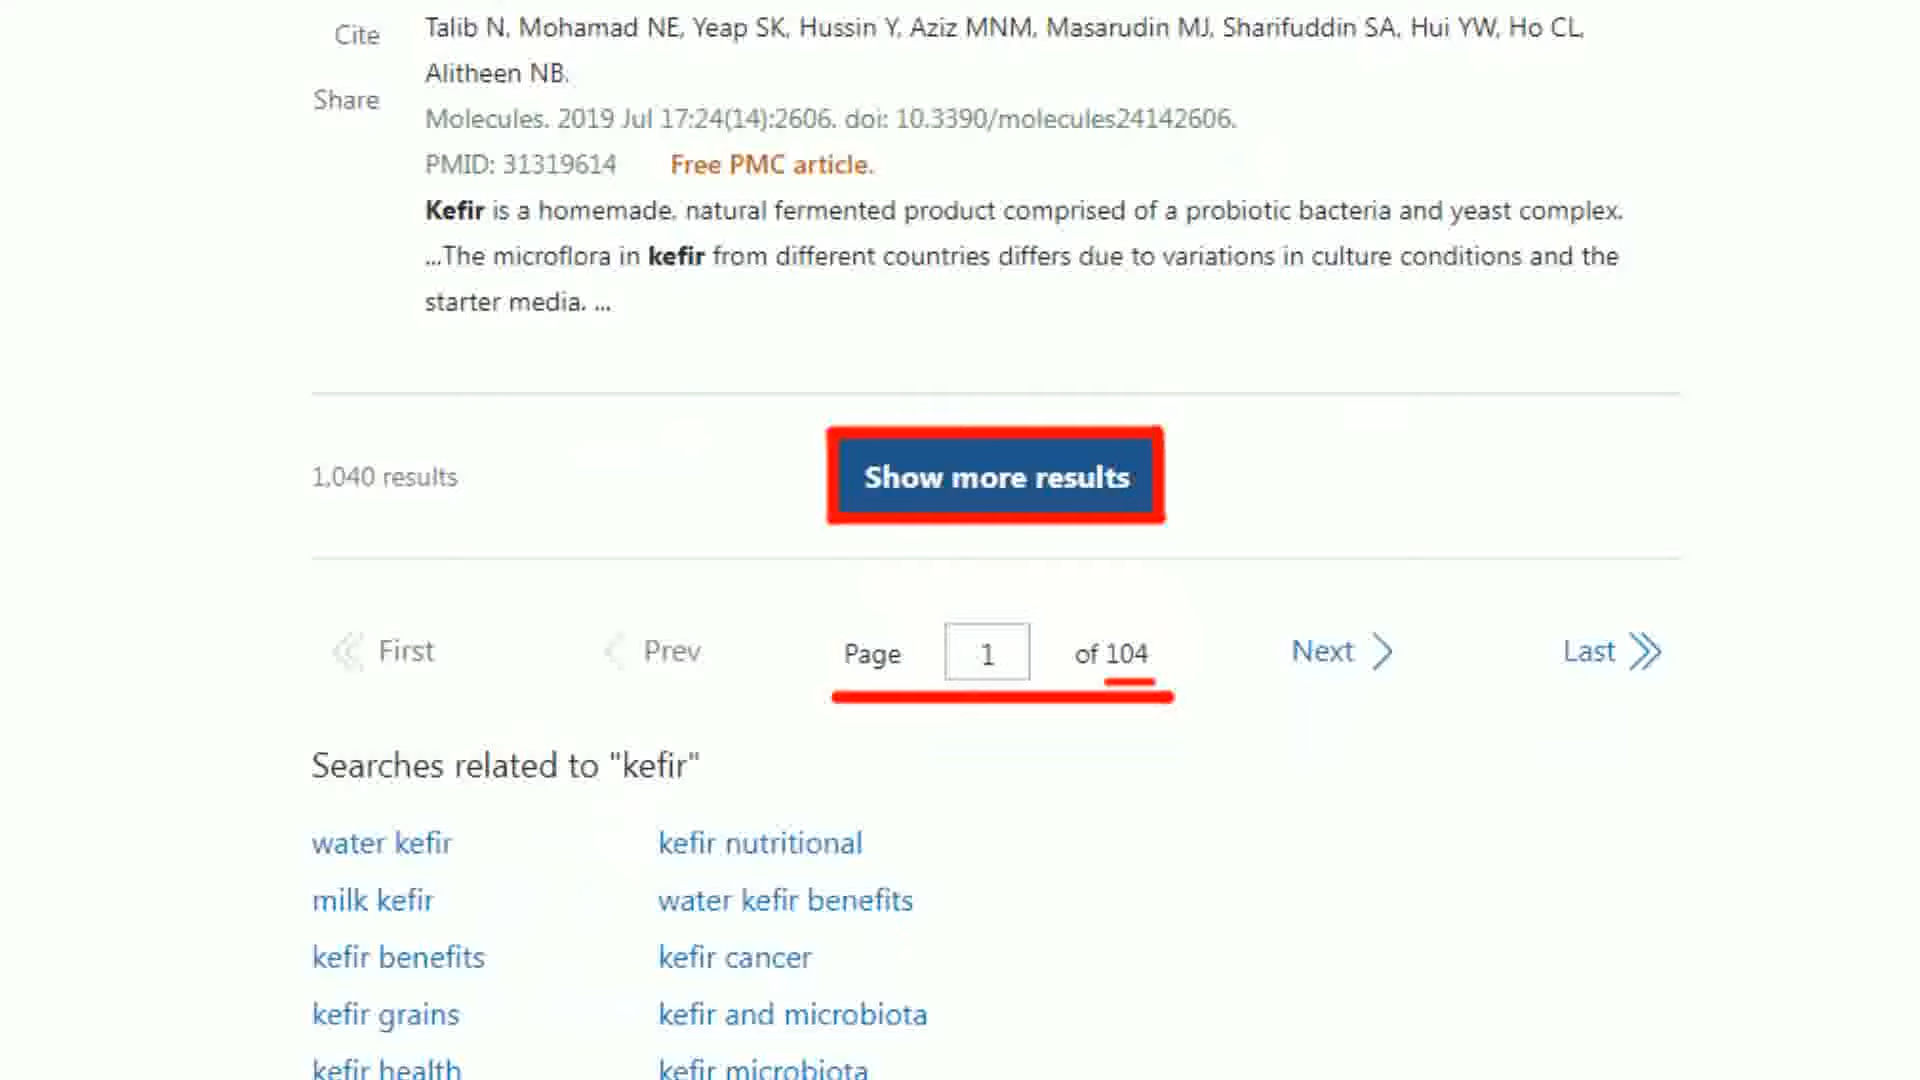 Cite
Talib N, Mohamad NE, Yeap SK, Hussin Y, Aziz MNM, Masarudin MJ, Sharifuddin SA, Hui YW, Ho CL,
Alitheen NB.
Share
Molecules. 2019 Jul 17:24(14):2606. doi: 10.3390/molecules24142606.
PMID: 31319614 Free PMC article.
Kefir is a homemade, natural fermented product comprised of a probiotic bacteria and yeast complex.
...The microflora in kefir from different countries differs due to variations in culture conditions and the
starter media. ...
1,040 results
Show more results
First Prev Page 1 of 104 Next Last
Searches related to "kefir"
water kefir kefir nutritional
milk kefir water kefir benefits
kefir benefits kefir cancer
kefir grains kefir and microbiota
kefir health kefir microbiota